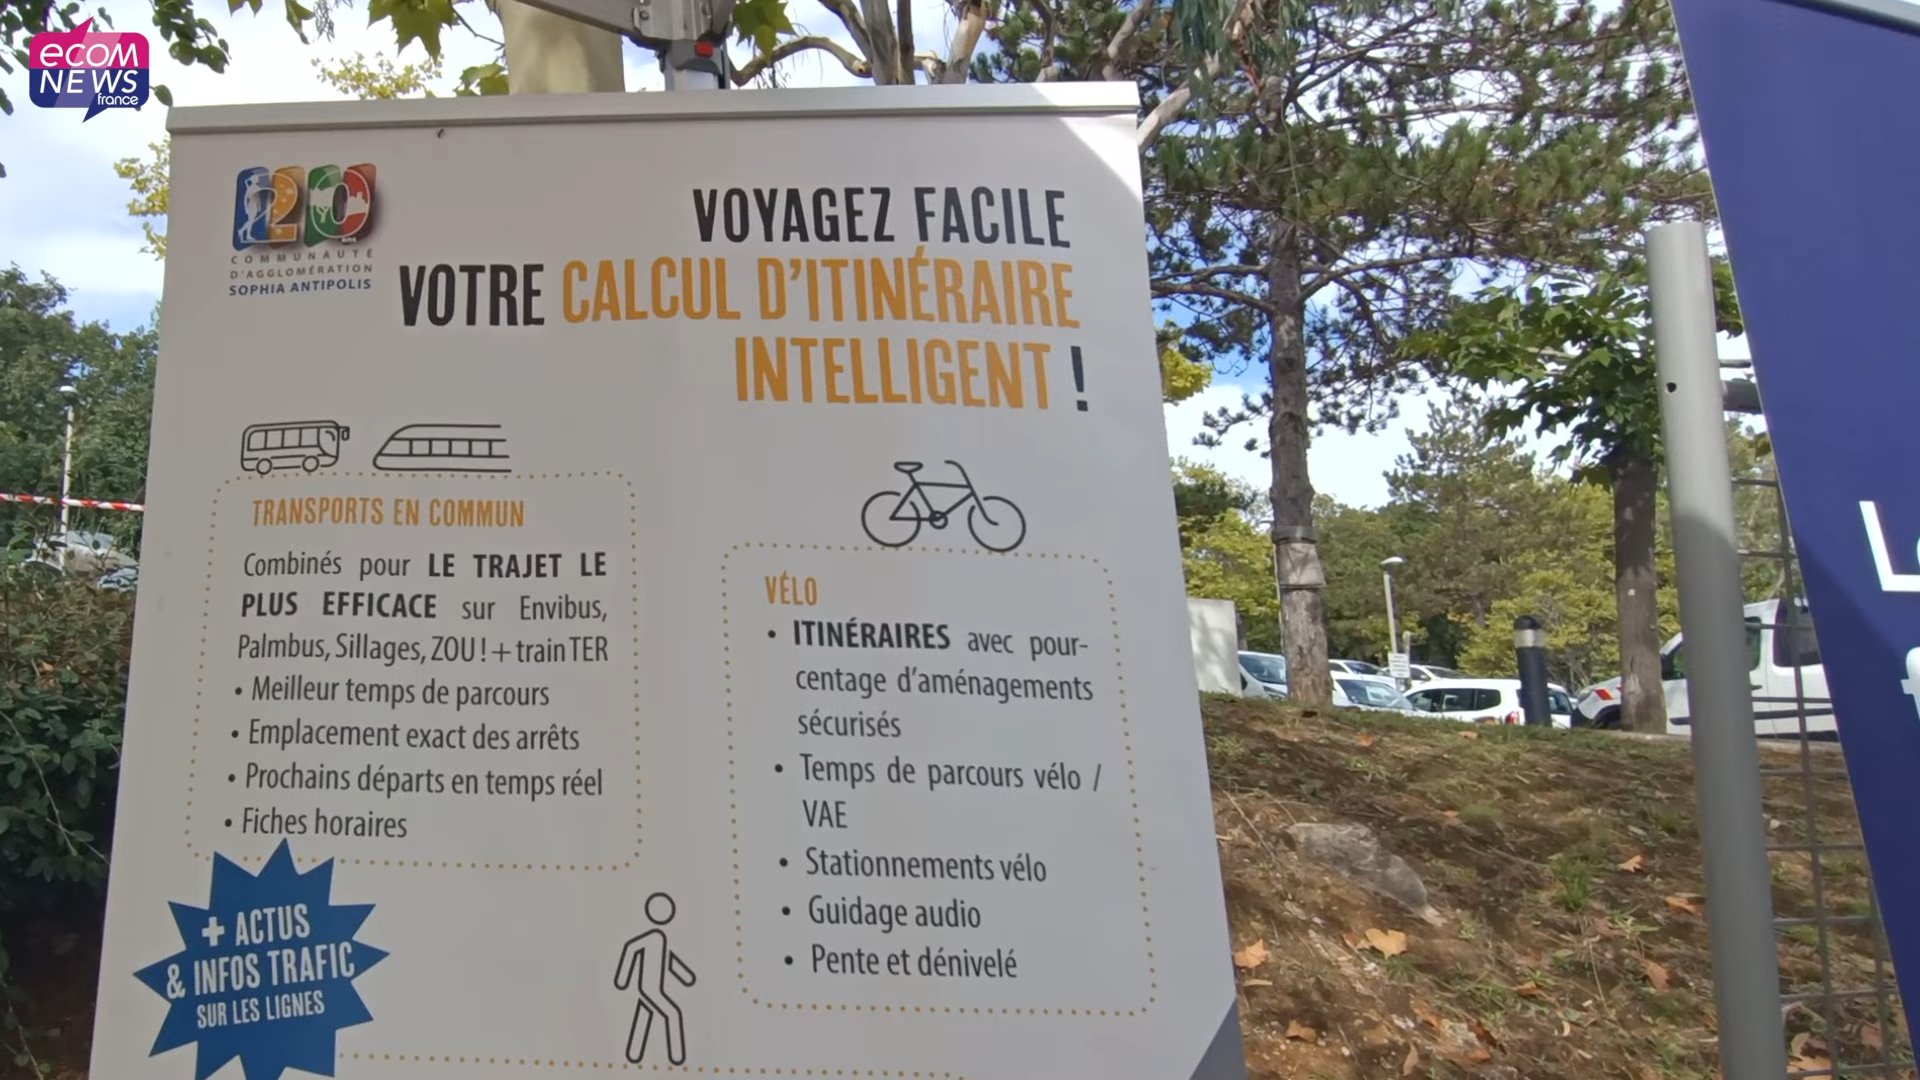 ecom
NEWS
france
20
ans
COMMUNAUTÉ
D'AGGLOMÉRATION
SOPHIA ANTIPOLIS
VOYAGEZ FACILE
VOTRE CALCUL D'ITINÉRAIRE
INTELLIGENT !
TRANSPORTS EN COMMUN
Combinés pour LE TRAJET LE
PLUS EFFICACE sur Envibus,
Palmbus, Sillages, ZOU! + train TER
• Meilleur temps de parcours
• Emplacement exact des arrêts
• Prochains départs en temps réel
• Fiches horaires
+ ACTUS
& INFOS TRAFIC
SUR LES LIGNES
VÉLO
• ITINÉRAIRES avec pour-
centage d'aménagements
sécurisés
• Temps de parcours vélo /
VAE
• Stationnements vélo
• Guidage audio
• Pente et dénivelé